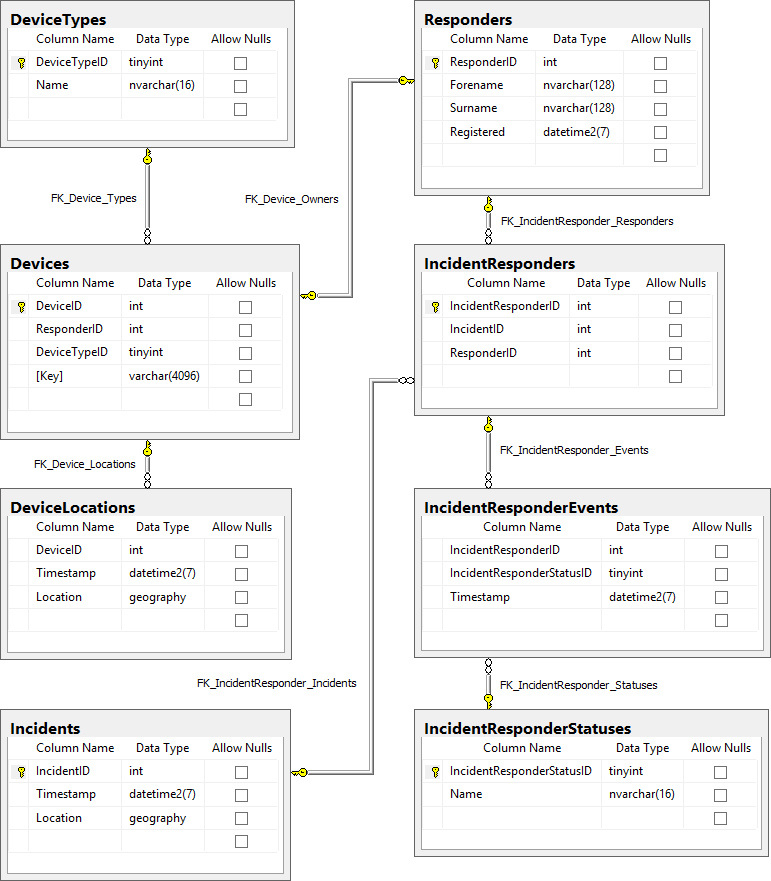 DeviceTypes
Column Name Data Type Allow Nulls
DeviceTypeID tinyint
Name nvarchar(16)
Responders
Column Name Data Type Allow Nulls
ResponderID int
Forename nvarchar(128)
Surname nvarchar(128)
Registered datetime2(7)
FK_Device_Types
FK_Device_Owners
FK_IncidentResponder_Responders
Devices
Column Name Data Type Allow Nulls
DeviceID int
ResponderID int
DeviceTypeID tinyint
[Key] varchar(4096)
IncidentResponders
Column Name Data Type Allow Nulls
IncidentResponderID int
IncidentID int
ResponderID int
FK_Device_Locations
FK_IncidentResponder_Events
DeviceLocations
Column Name Data Type Allow Nulls
DeviceID int
Timestamp datetime2(7)
Location geography
IncidentResponderEvents
Column Name Data Type Allow Nulls
IncidentResponderID int
IncidentResponderStatusID tinyint
Timestamp datetime2(7)
FK_IncidentResponder_Incidents
FK_IncidentResponder_Statuses
Incidents
Column Name Data Type Allow Nulls
IncidentID int
Timestamp datetime2(7)
Location geography
IncidentResponderStatuses
Column Name Data Type Allow Nulls
IncidentResponderStatusID tinyint
Name nvarchar(16)